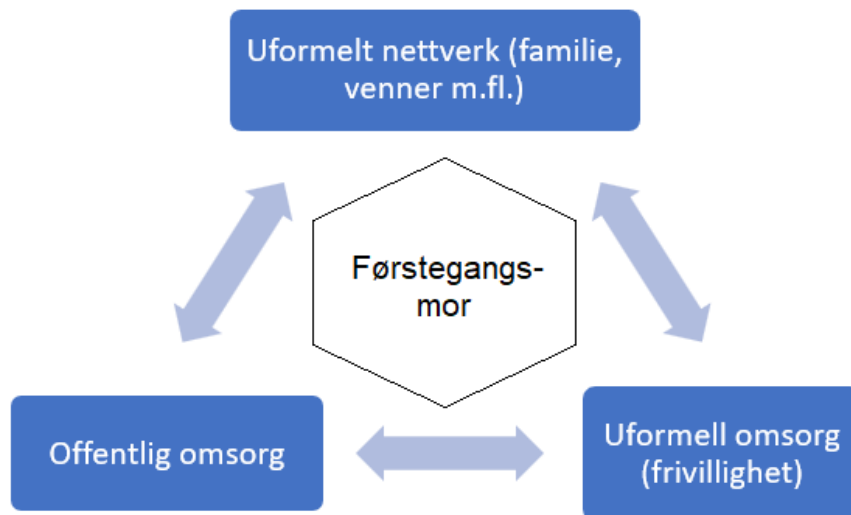 Uformelt nettverk (familie,
venner m.fl.)
Førstegangs-
mor
Offentlig omsorg
Uformell omsorg
(frivillighet)